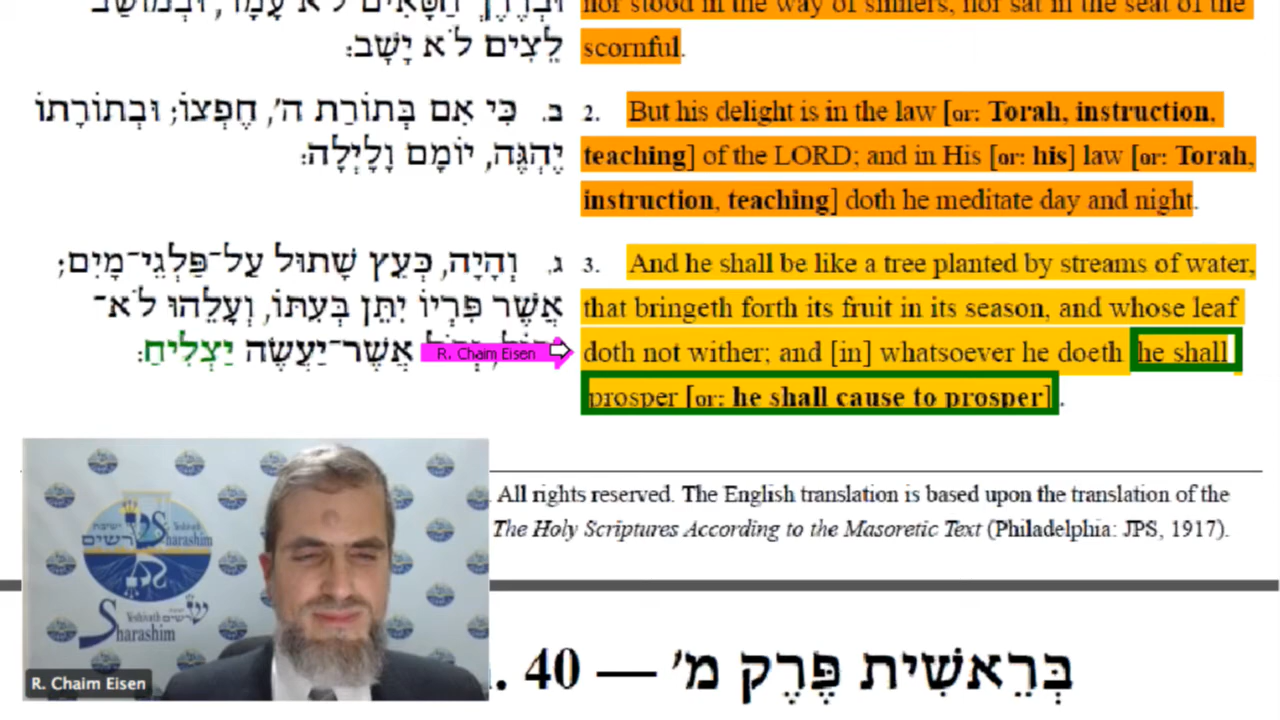 וּבְדֶרֶךְ חַטָּאִים לֹא עָמָד, וּבְמוֹשַׁב
לֵצִים לֹא יָשָׁב:
nor stood in the way of sinners, nor sat in the seat of the
scornful.
ב. כִּי אִם בְּתוֹרַת ה', חֶפְצוֹ; וּבְתוֹרָתוֹ
יֶהְגֶּה, יוֹמָם וָלָיְלָה:
2. But his delight is in the law [or: Torah, instruction,
teaching] of the LORD; and in His [or: his] law [or: Torah,
instruction, teaching] doth he meditate day and night.
ג. וְהָיָה, כְּעֵץ שָׁתוּל עַל־פַּלְגֵי־מָיִם;
אֲשֶׁר פִּרְיוֹ יִתֵּן בְּעִתּוֹ, וְעָלֵהוּ לֹא־
אֲשֶׁר־יַעֲשֶׂה יַצְלִיחַ:
R. Chaim Eisen
3. And he shall be like a tree planted by streams of water,
that bringeth forth its fruit in its season, and whose leaf
doth not wither; and [in] whatsoever he doeth he shall
prosper [or: he shall cause to prosper].
All rights reserved. The English translation is based upon the translation of the
The Holy Scriptures According to the Masoretic Text (Philadelphia: JPS, 1917).
ישיבת
שרשים
Yeshivath
Sharashim
Yeshivath שרשים
Sharashim
R. Chaim Eisen
. 40 — בְּרֵאשִׁית פֶּרֶק מ'